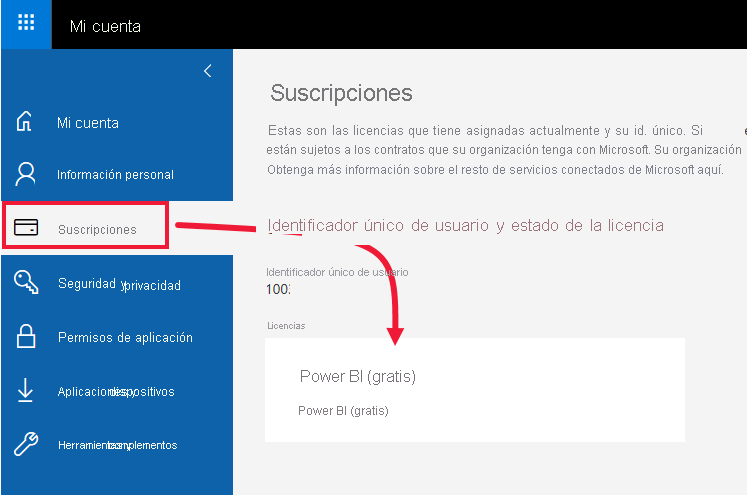 Mi cuenta
Mi cuenta
Información personal
Suscripciones
Seguridad y privacidad
Permisos de aplicación
Aplicaciones y dispositivos
Herramientas y complementos
Suscripciones
Estas son las licencias que tiene asignadas actualmente y su id. único. Si e
están sujetos a los contratos que su organización tenga con Microsoft. Su organización
Obtenga más información sobre el resto de servicios conectados de Microsoft aquí.
Identificador único de usuario y estado de la licencia
Identificador único de usuario
100
Licencias
Power BI (gratis)
Power BI (gratis)